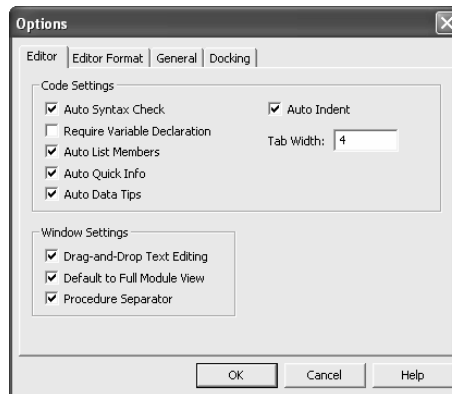 Options
Editor Editor Format General Docking
Code Settings
Auto Syntax Check
Auto Indent
Require Variable Declaration
Tab Width: 4
Auto List Members
Auto Quick Info
Auto Data Tips
Window Settings
Drag-and-Drop Text Editing
Default to Full Module View
Procedure Separator
OK Cancel Help